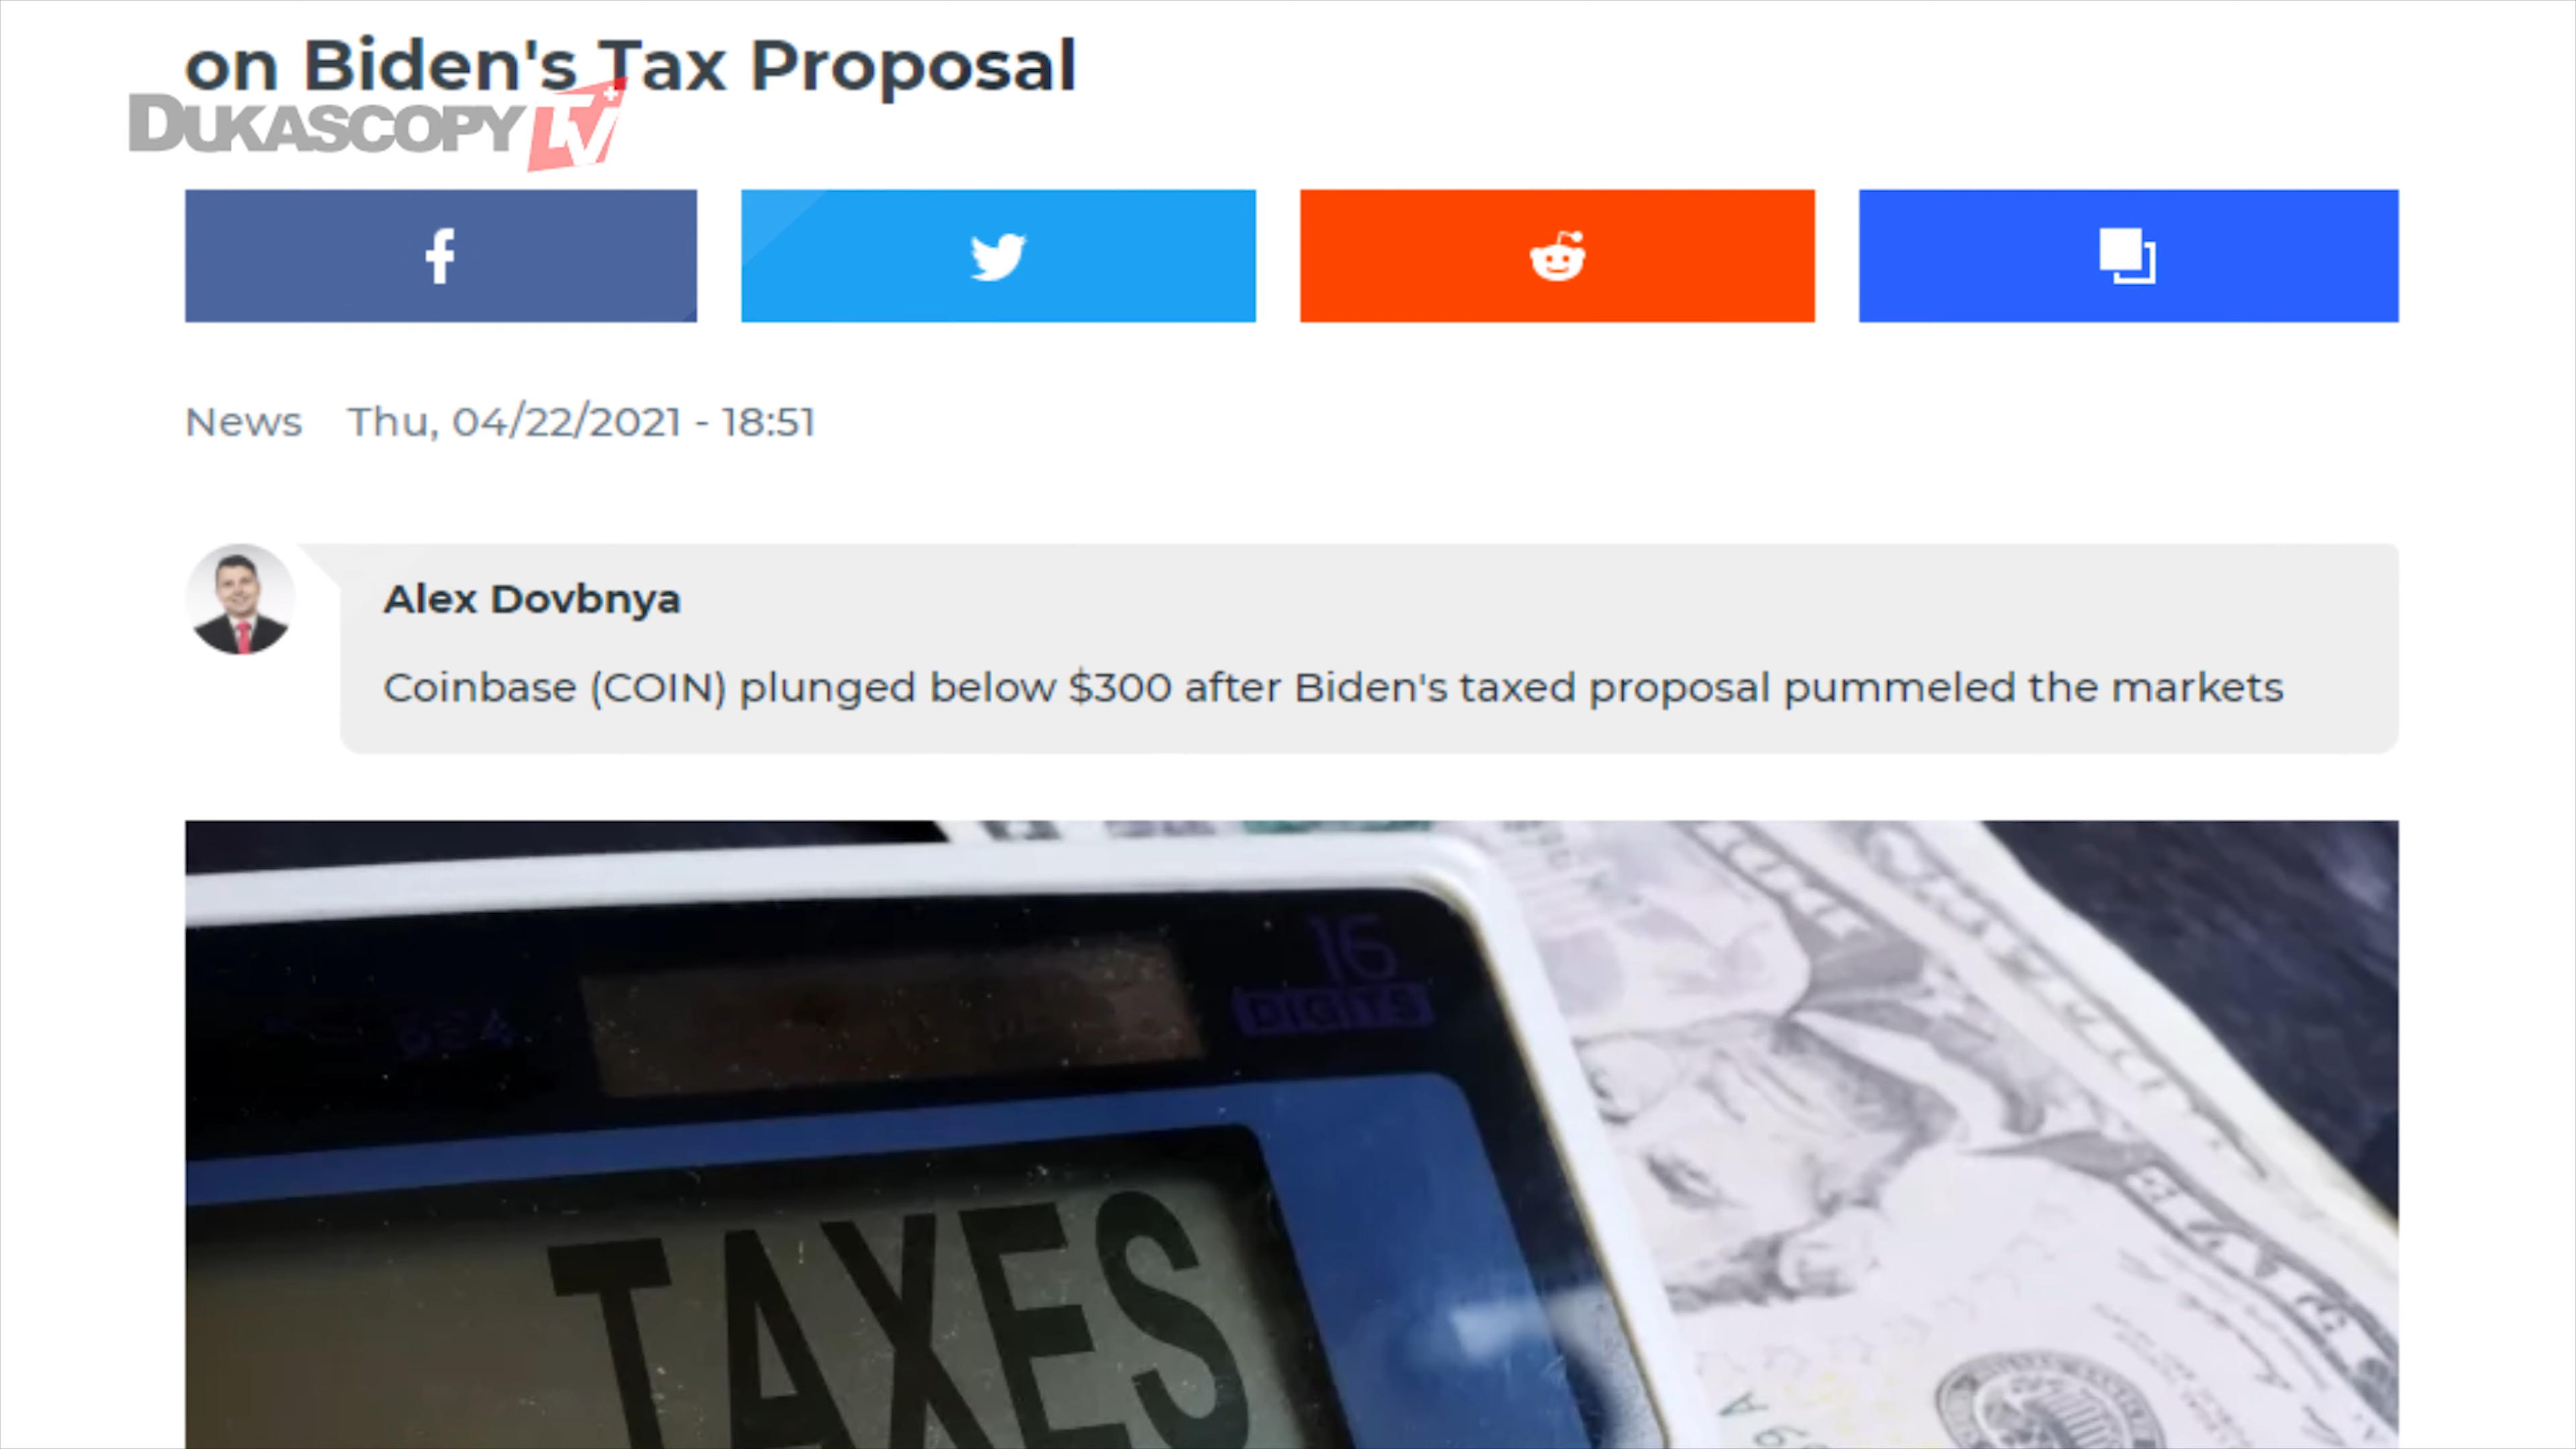 on Biden's Tax Proposal
DUKASCOPY TV+
News Thu, 04/22/2021 - 18:51
Alex Dovbnya
Coinbase (COIN) plunged below $300 after Biden's taxed proposal pummeled the markets
16
DIGITS
TAXES